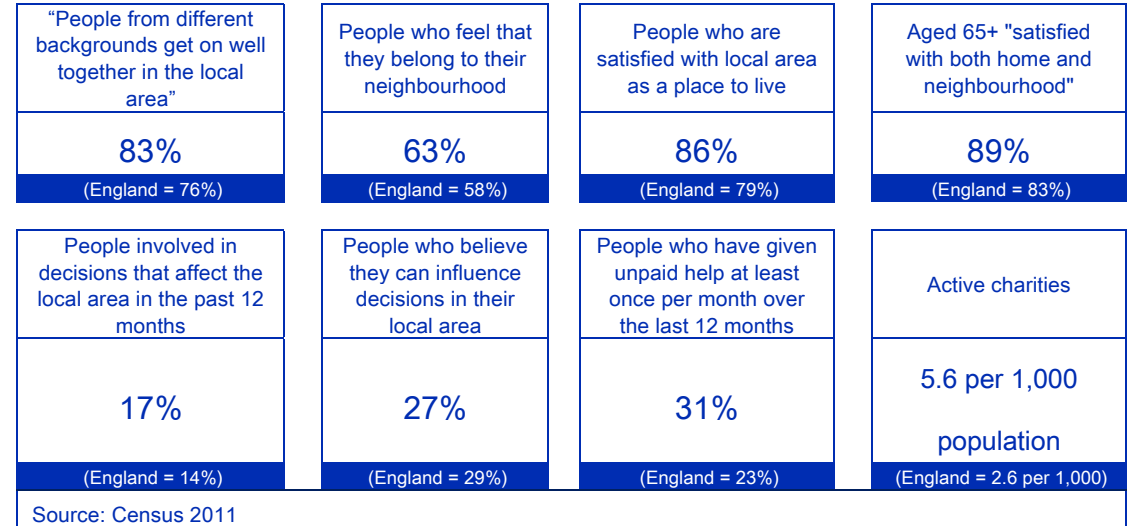 “People from different
backgrounds get on well
together in the local
area”
83%
(England = 76%)
People who feel that
they belong to their
neighbourhood
63%
(England = 58%)
People who are
satisfied with local area
as a place to live
86%
(England = 79%)
Aged 65+ "satisfied
with both home and
neighbourhood"
89%
(England = 83%)
People involved in
decisions that affect the
local area in the past 12
months
17%
(England = 14%)
People who believe
they can influence
decisions in their
local area
27%
(England = 29%)
People who have given
unpaid help at least
once per month over
the last 12 months
31%
(England = 23%)
Active charities
5.6 per 1,000
population
(England = 2.6 per 1,000)
Source: Census 2011